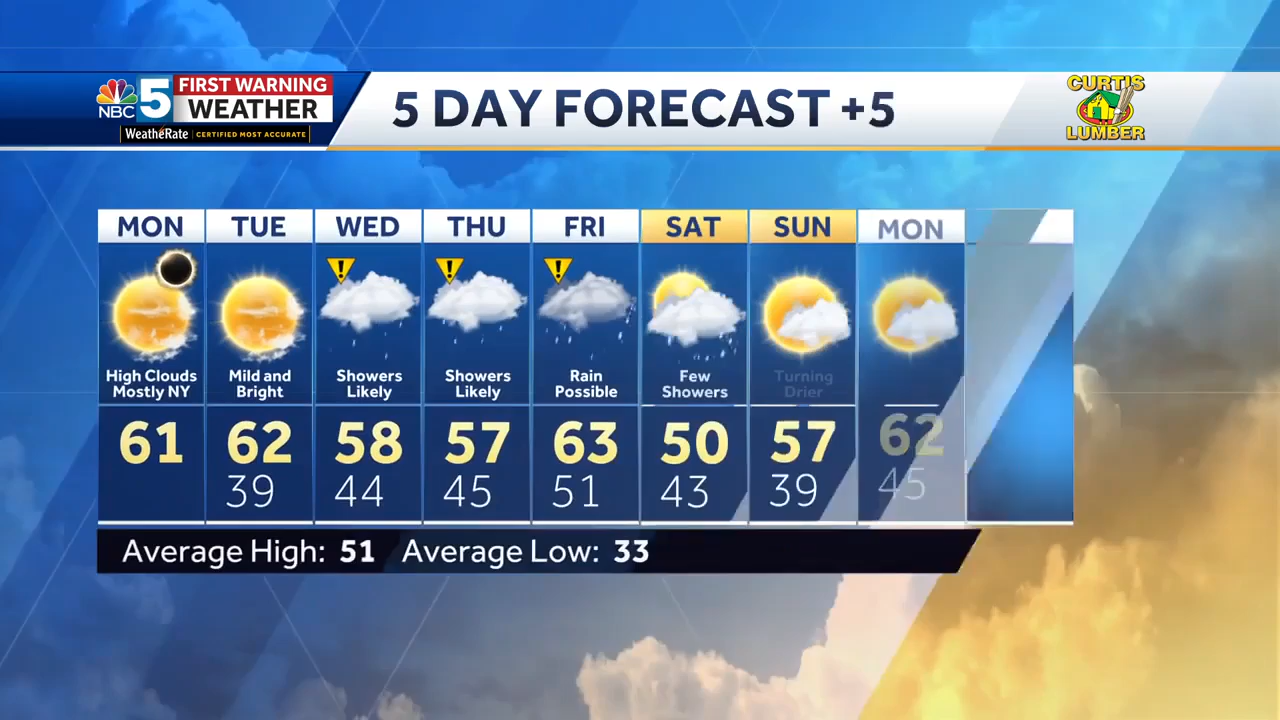 FIRST WARNING
NBC 5 WEATHER
WeatheRate CERTIFIED MOST ACCURATE
5 DAY FORECAST +5
CURTIS
LUMBER
MON TUE WED THU FRI SAT SUN MON
! ! !
High Clouds Mostly NY
Mild and Bright
Showers Likely
Showers Likely
Rain Possible
Few Showers
Turning Drier
61 62 58 57 63 50 57 62
39 44 45 51 43 39 45
Average High: 51 Average Low: 33